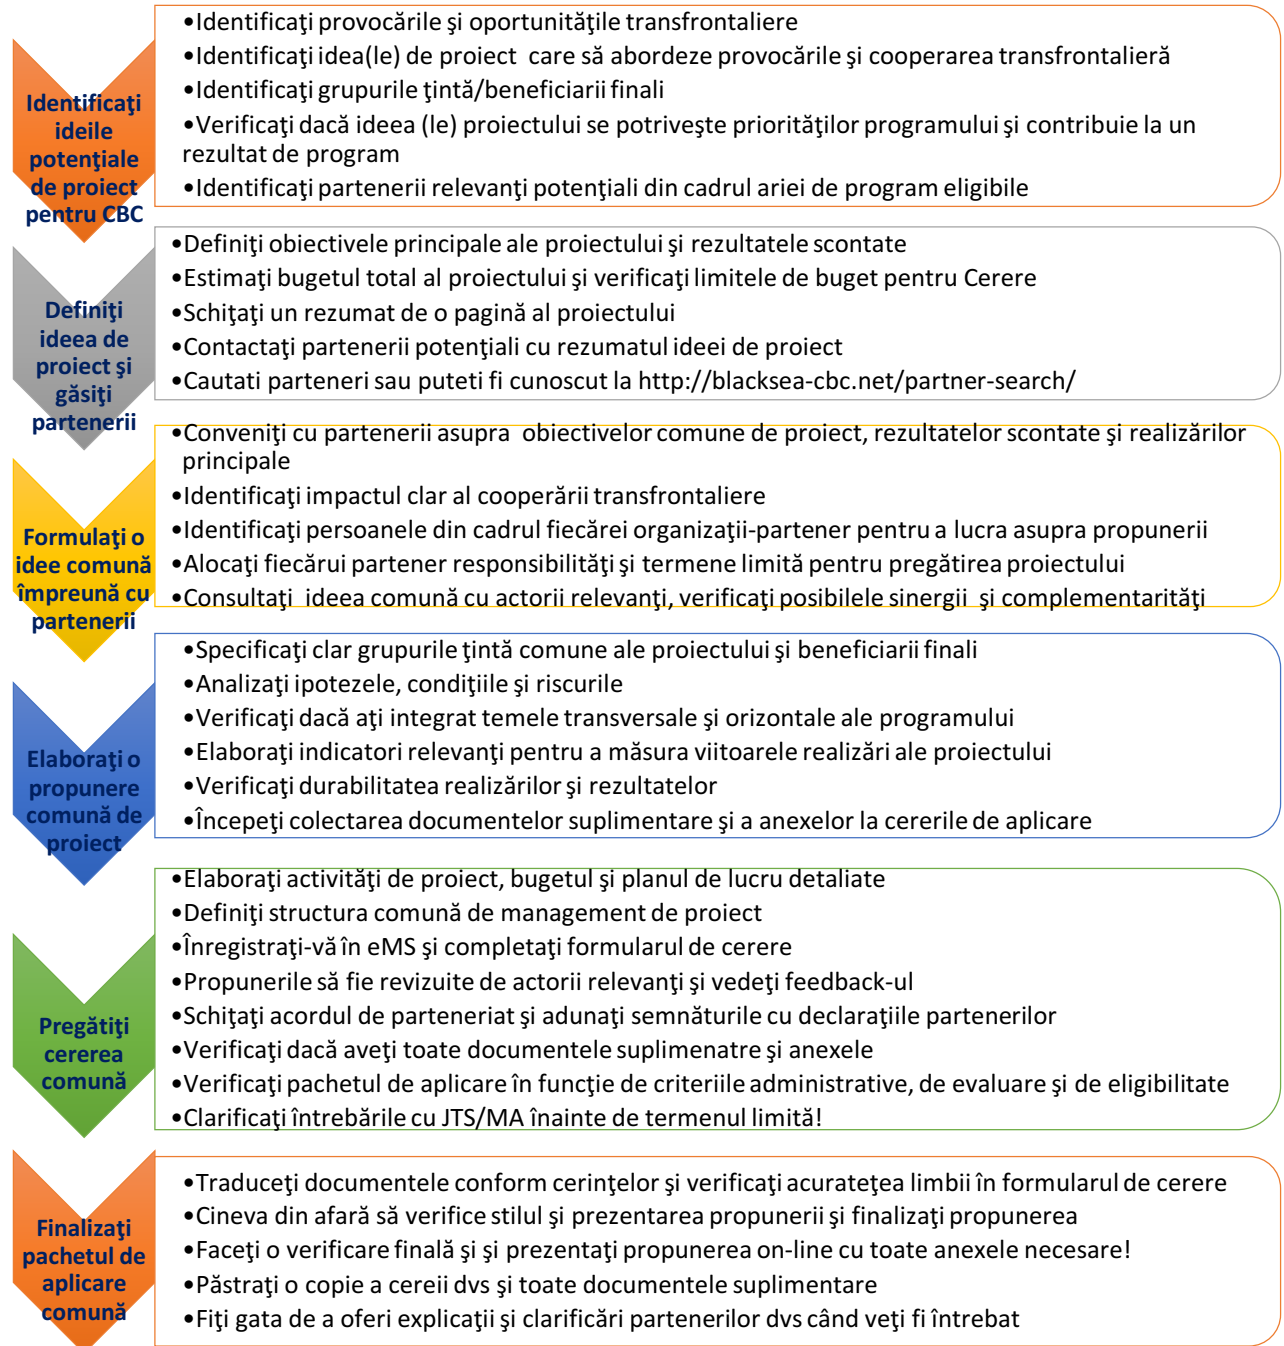 Identificaţi
ideile
potenţiale
de proiect
pentru CBC
•Identificaţi provocările şi oportunităţile transfrontaliere
•Identificaţi idea(le) de proiect care să abordeze provocările şi cooperarea transfrontalieră
•Identificaţi grupurile ţintă/beneficiarii finali
•Verificaţi dacă ideea (le) proiectului se potriveşte priorităţilor programului şi contribuie la un
rezultat de program
•Identificaţi partenerii relevanţi potenţiali din cadrul ariei de program eligibile
Definiţi
ideea de
proiect şi
găsiţi
partenerii
•Definiţi obiectivele principale ale proiectului şi rezultatele scontate
•Estimaţi bugetul total al proiectului şi verificaţi limitele de buget pentru Cerere
•Schiţaţi un rezumat de o pagină al proiectului
•Contactaţi partenerii potenţiali cu rezumatul ideei de proiect
•Cautati parteneri sau puteti fi cunoscut la http://blacksea-cbc.net/partner-search/
Formulaţi o
idee comună
împreună cu
partenerii
•Conveniţi cu partenerii asupra obiectivelor comune de proiect, rezultatelor scontate şi realizărilor
principale
•Identificaţi impactul clar al cooperării transfrontaliere
•Identificaţi persoanele din cadrul fiecărei organizaţii-partener pentru a lucra asupra propunerii
•Alocaţi fiecărui partener responsibilităţi şi termene limită pentru pregătirea proiectului
•Consultaţi ideea comună cu actorii relevanţi, verificaţi posibilele sinergii şi complementarităţi
Elaboraţi o
propunere
comună de
proiect
•Specificaţi clar grupurile ţintă comune ale proiectului şi beneficiarii finali
•Analizaţi ipotezele, condiţiile şi riscurile
•Verificaţi dacă aţi integrat temele transversale şi orizontale ale programului
•Elaboraţi indicatori relevanţi pentru a măsura viitoarele realizări ale proiectului
•Verificaţi durabilitatea realizărilor şi rezultatelor
•Începeţi colectarea documentelor suplimentare şi a anexelor la cererile de aplicare
Pregătiţi
cererea
comună
•Elaboraţi activităţi de proiect, bugetul şi planul de lucru detaliate
•Definiţi structura comună de management de proiect
•Înregistraţi-vă în eMS şi completaţi formularul de cerere
•Propunerile să fie revizuite de actorii relevanţi şi vedeţi feedback-ul
•Schiţaţi acordul de parteneriat şi adunaţi semnăturile cu declaraţiile partenerilor
•Verificaţi dacă aveţi toate documentele suplimenatre şi anexele
•Verificaţi pachetul de aplicare în funcţie de criteriile administrative, de evaluare şi de eligibilitate
•Clarificaţi întrebările cu JTS/MA înainte de termenul limită!
Finalizaţi
pachetul de
aplicare
comună
•Traduceţi documentele conform cerinţelor şi verificaţi acurateţea limbii în formularul de cerere
•Cineva din afară să verifice stilul şi prezentarea propunerii şi finalizaţi propunerea
•Faceţi o verificare finală şi şi prezentaţi propunerea on-line cu toate anexele necesare!
•Păstraţi o copie a cereii dvs şi toate documentele suplimentare
•Fiţi gata de a oferi explicaţii şi clarificări partenerilor dvs când veţi fi întrebat